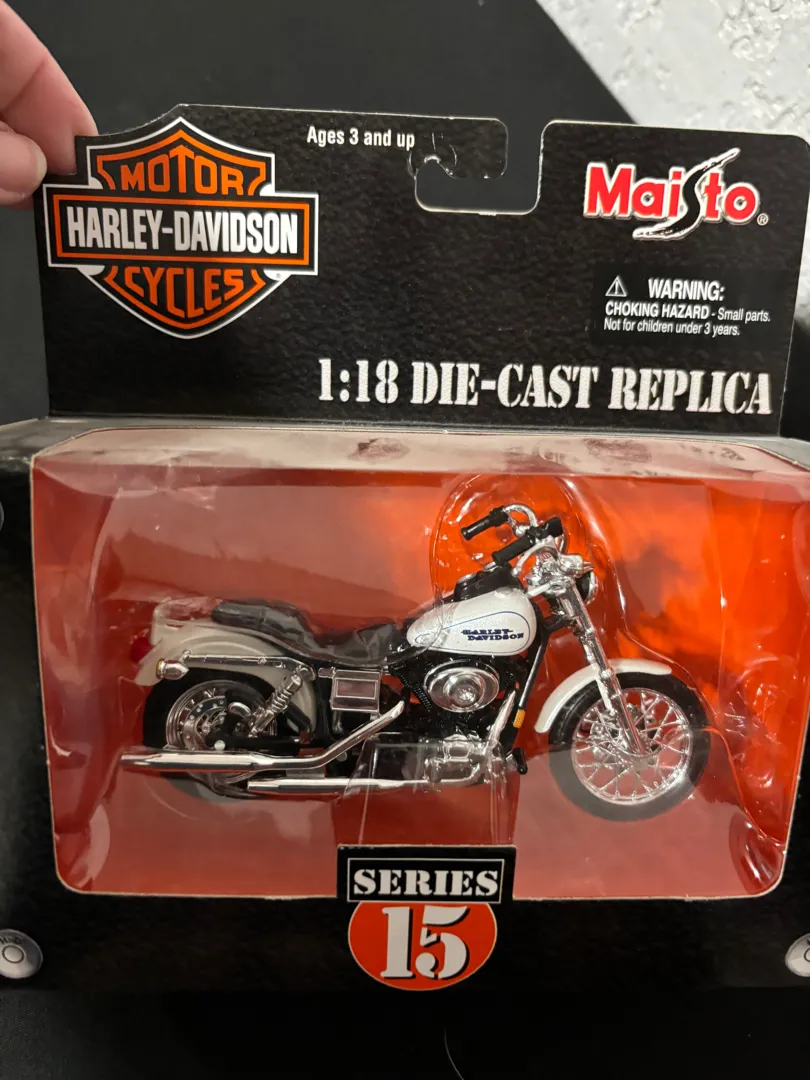 Ages 3 and up
MOTOR
HARLEY-DAVIDSON
CYCLES
Maisto®
WARNING:
CHOKING HAZARD - Small parts.
Not for children under 3 years.
1:18 DIE-CAST REPLICA
HARLEY-
DAVIDSON
SERIES
15